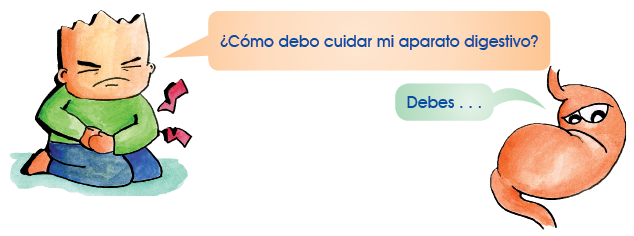 ¿Cómo debo cuidar mi aparato digestivo?
Debes . . .